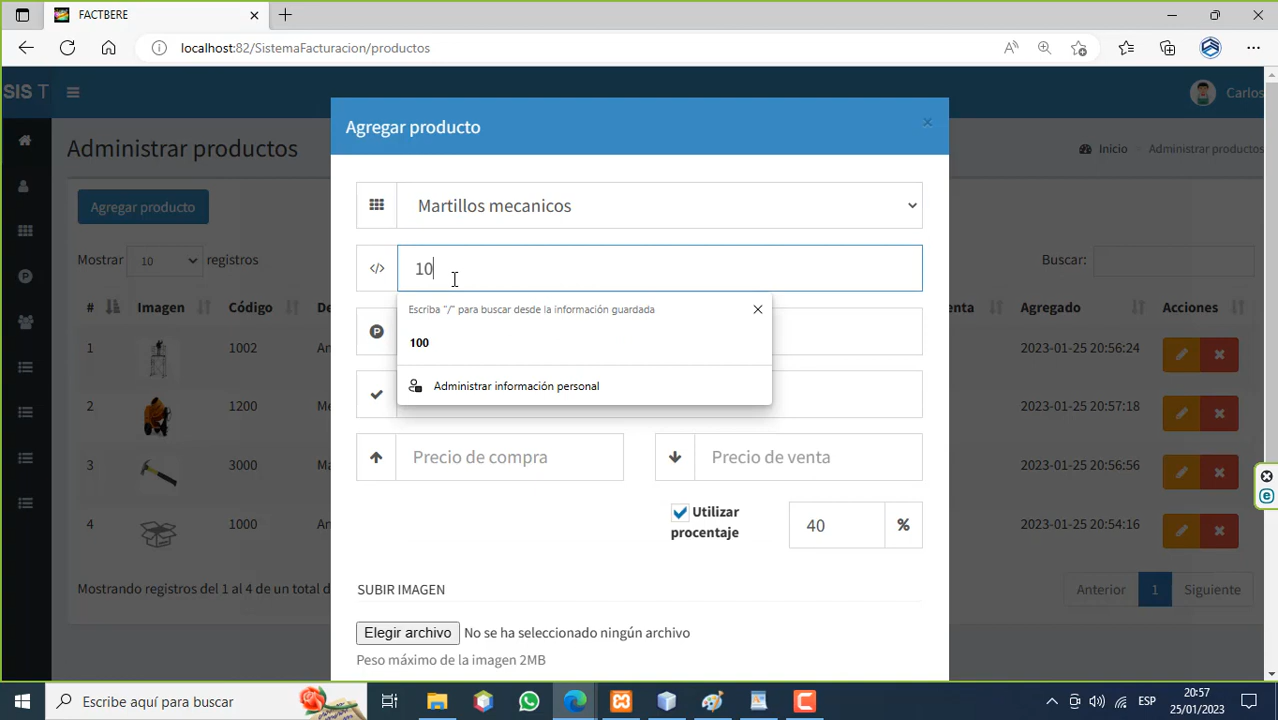 FACTBERE
localhost:82/SistemaFacturacion/productos
SIS T
Carlos
Agregar producto
Administrar productos
Inicio
Administrar productos
Agregar producto
Martillos mecanicos
Mostrar 10 registros
Buscar:
10
Escriba "/" para buscar desde la información guardada
100
Administrar información personal
# Imagen Código Agregado Acciones
1 1002 2023-01-25 20:56:24
2 1200 2023-01-25 20:57:18
3 3000 2023-01-25 20:56:56
4 1000 2023-01-25 20:54:16
Precio de compra
Precio de venta
Utilizar
procentaje
40 %
Mostrando registros del 1 al 4 de un total
Anterior 1 Siguiente
SUBIR IMAGEN
Elegir archivo No se ha seleccionado ningún archivo
Peso máximo de la imagen 2MB
Escribe aquí para buscar
ESP
20:57
25/01/2023